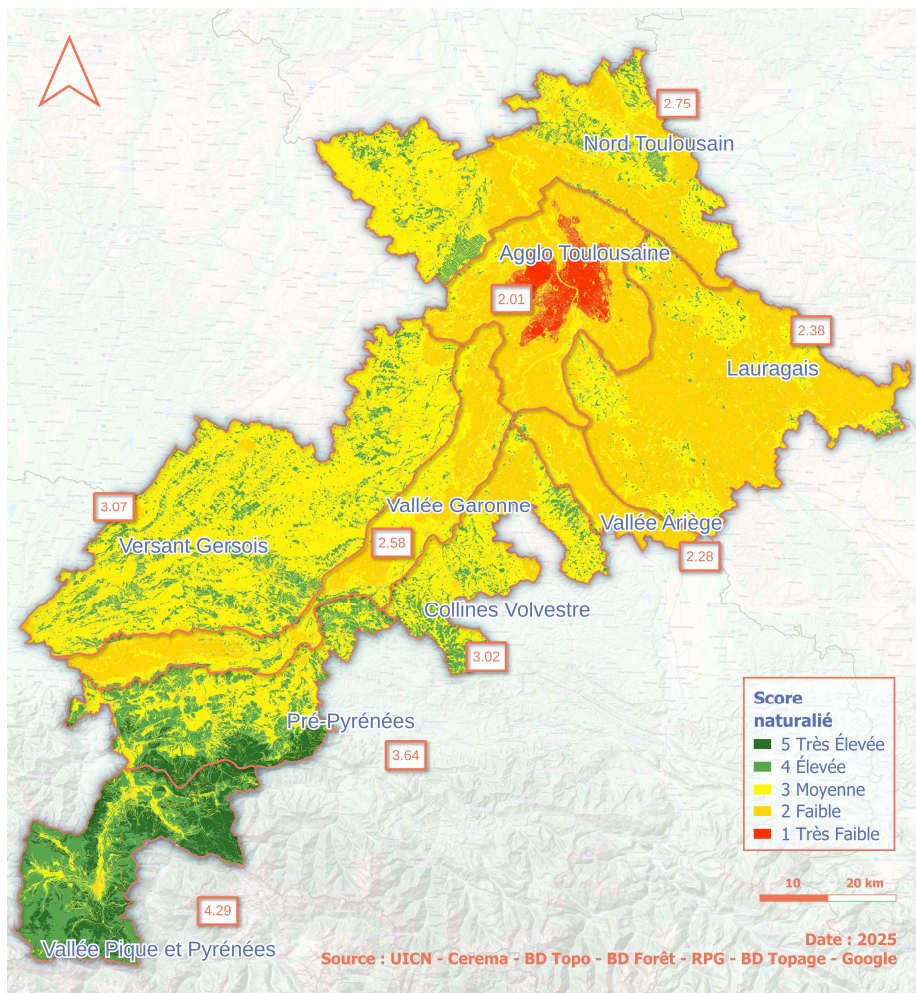 2.75
Nord Toulousain
Agglo Toulousaine
2.01
2.38
Lauragais
3.07
Vallée Garonne
Vallée Ariège
Versant Gersois
2.58
2.28
Collines Volvestre
3.02
Pré-Pyrénées
3.64
4.29
Vallée Pique et Pyrénées
Score
naturalié
5 Très Élevée
4 Élevée
3 Moyenne
2 Faible
1 Très Faible
10 20 km
Date : 2025
Source : UICN - Cerema - BD Topo - BD Forêt - RPG - BD Topage - Google